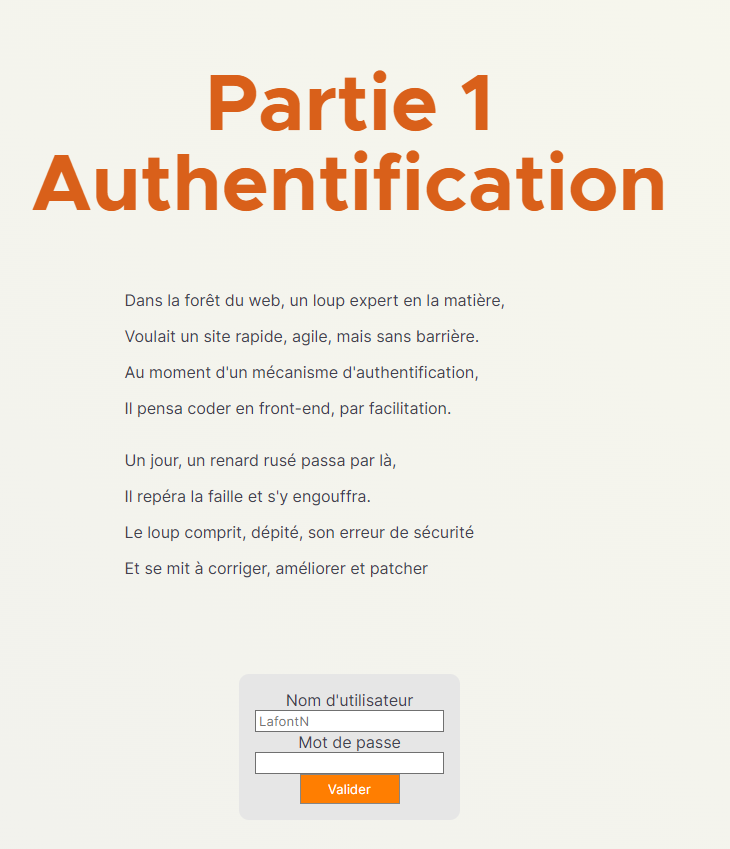 Partie 1
Authentification
Dans la forêt du web, un loup expert en la matière,
Voulait un site rapide, agile, mais sans barrière.
Au moment d'un mécanisme d'authentification,
Il pensa coder en front-end, par facilitation.
Un jour, un renard rusé passa par là,
Il repéra la faille et s'y engouffra.
Le loup comprit, dépité, son erreur de sécurité
Et se mit à corriger, améliorer et patcher
Nom d'utilisateur
LafontN
Mot de passe
Valider